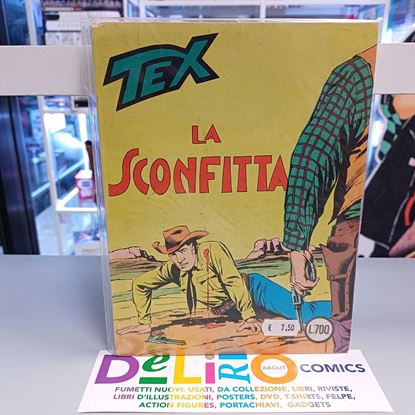 TEX
LA
SCONFITTA
€ 7.50
L.700
DeLiRiO ABOUT COMICS
FUMETTI NUOVI, USATI, DA COLLEZIONE, LIBRI, RIVISTE,
LIBRI D'ILLUSTRAZIONI, POSTERS, DVD, T-SHIRTS, FELPE,
ACTION FIGURES, PORTACHIAVI, GADGETS